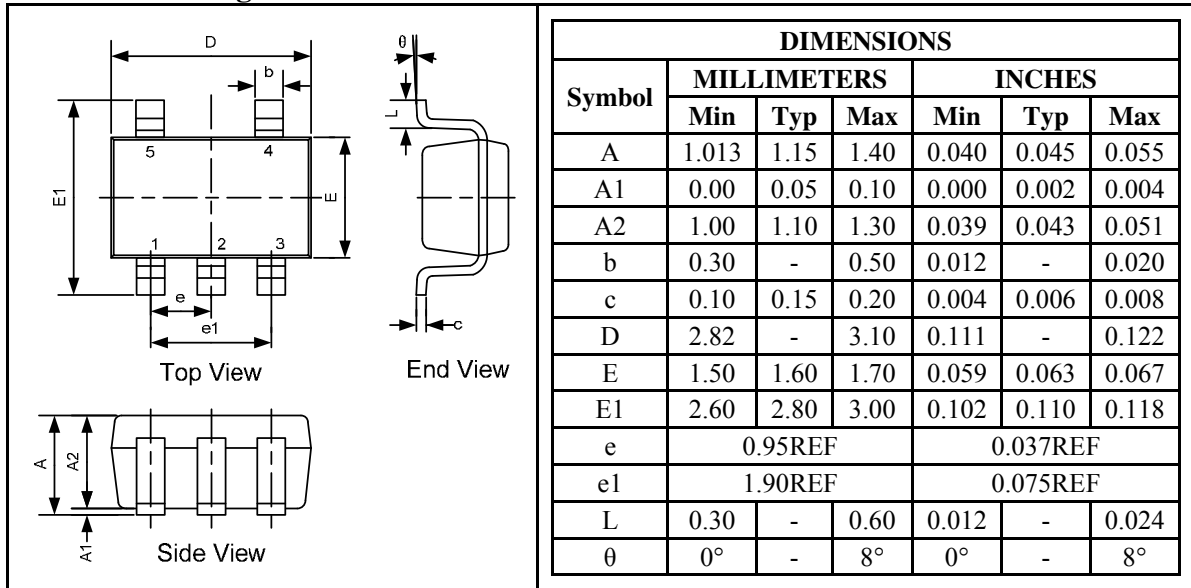 D
b
θ
L
5 4
E1
E
1 2 3
e
e1
c
Top View
End View
A
A2
A1
Side View
DIMENSIONS
Symbol MILLIMETERS INCHES
Min Typ Max Min Typ Max
A 1.013 1.15 1.40 0.040 0.045 0.055
A1 0.00 0.05 0.10 0.000 0.002 0.004
A2 1.00 1.10 1.30 0.039 0.043 0.051
b 0.30 - 0.50 0.012 - 0.020
c 0.10 0.15 0.20 0.004 0.006 0.008
D 2.82 - 3.10 0.111 - 0.122
E 1.50 1.60 1.70 0.059 0.063 0.067
E1 2.60 2.80 3.00 0.102 0.110 0.118
e 0.95REF 0.037REF
e1 1.90REF 0.075REF
L 0.30 - 0.60 0.012 - 0.024
θ 0° - 8° 0° - 8°